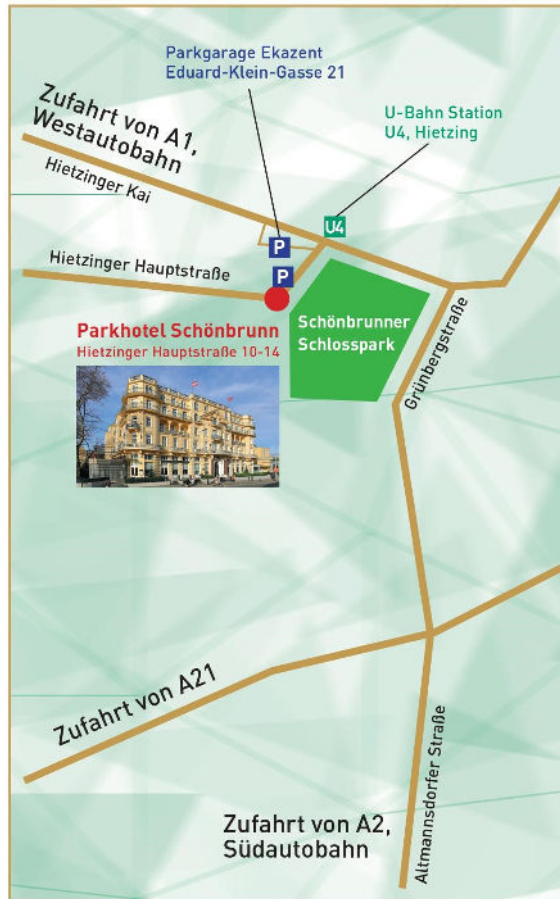 Parkgarage Ekazent
Eduard-Klein-Gasse 21
U-Bahn Station
U4, Hietzing
Zufahrt von A1,
Westautobahn
Hietzinger Kai
U4
P
Hietzinger Hauptstraße
P
Parkhotel Schönbrunn
Hietzinger Hauptstraße 10-14
Schönbrunner
Schlosspark
Grünbergstraße
Zufahrt von A21
Altmannsdorfer Straße
Zufahrt von A2,
Südautobahn